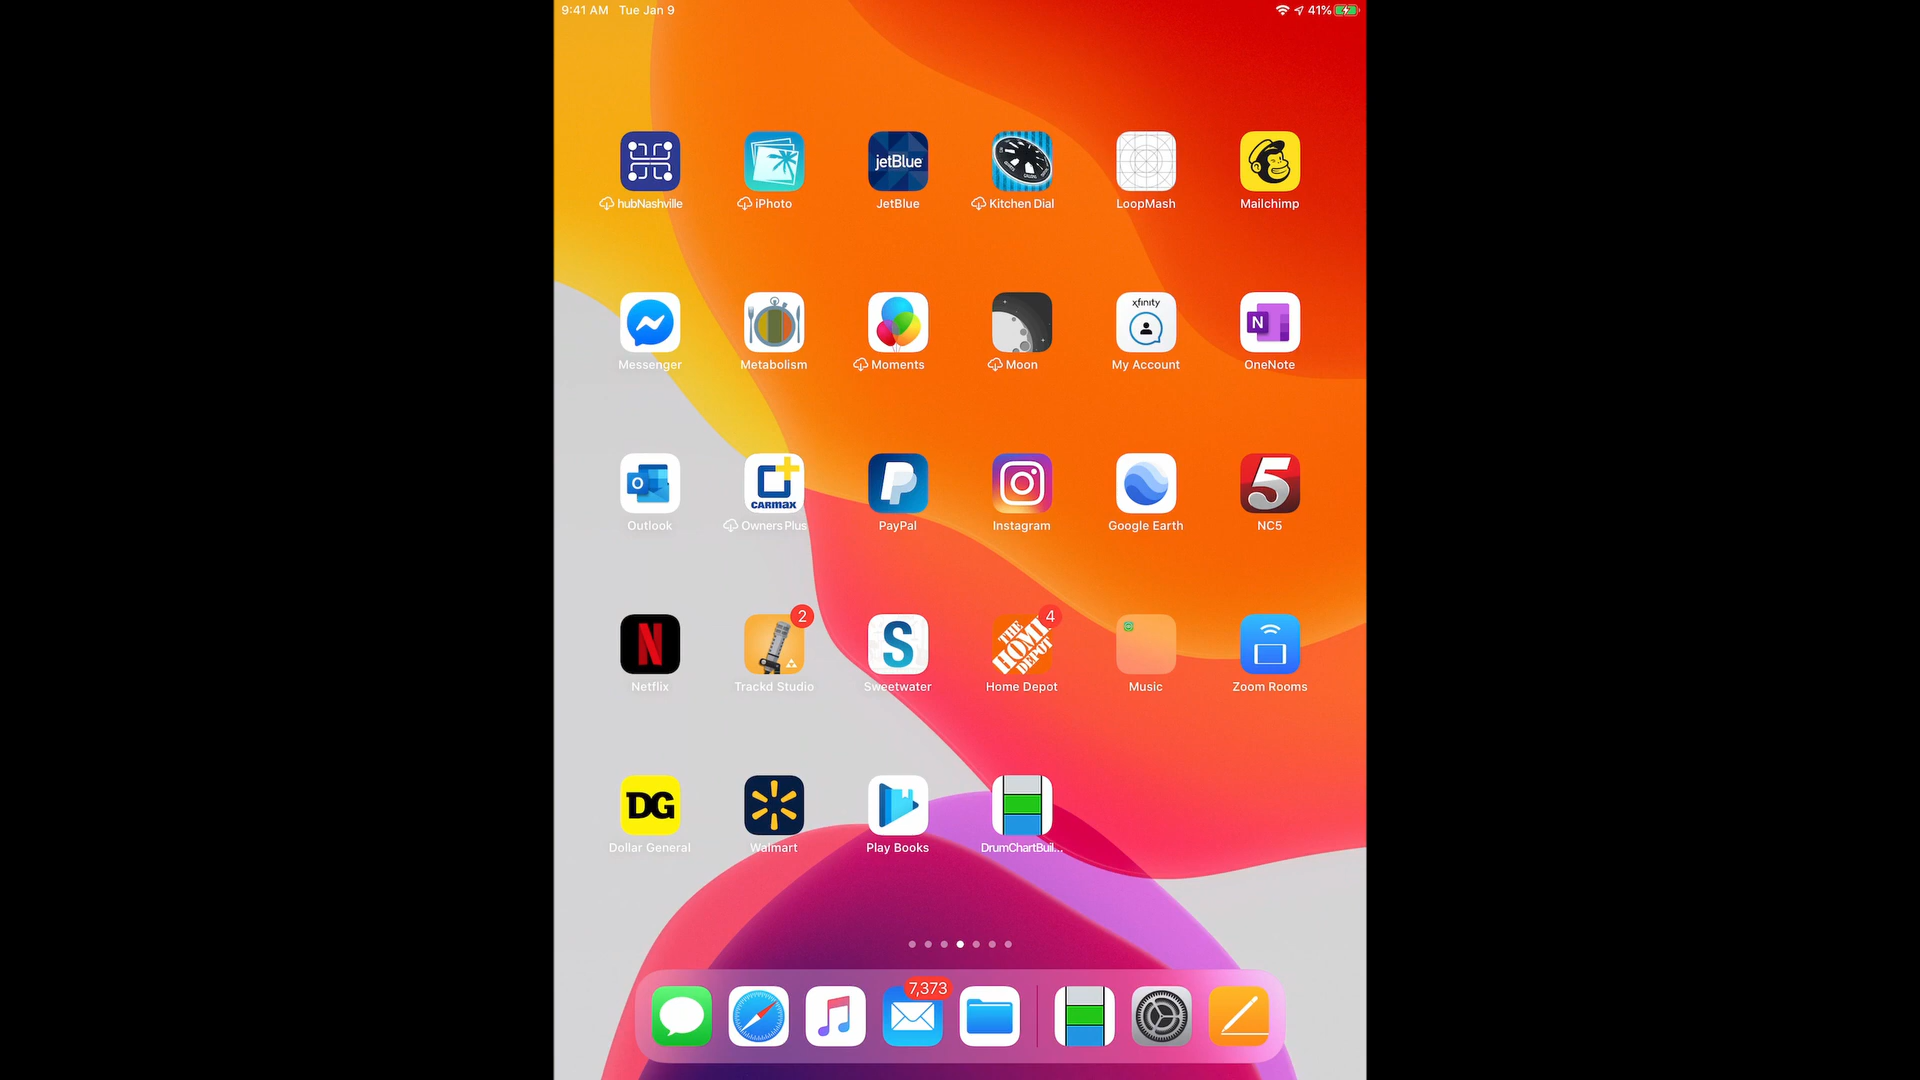 9:41 AM Tue Jan 9
41%
jetBlue
hubNashville
iPhoto
JetBlue
Kitchen Dial
LoopMash
Mailchimp
xfinity
N
Messenger
Metabolism
Moments
Moon
My Account
OneNote
O
CARMAX
P
5
Outlook
Owners Plus
PayPal
Instagram
Google Earth
NC5
N
2
S
THE HOME DEPOT
4
Netflix
Trackd Studio
Sweetwater
Home Depot
Music
Zoom Rooms
DG
Dollar General
Walmart
Play Books
DrumChartBuil...
7,373